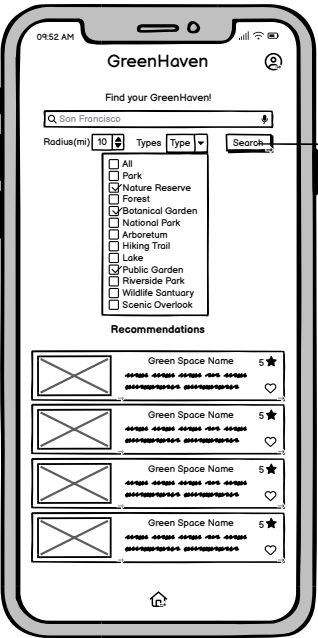 09:52 AM
GreenHaven
Find your GreenHaven!
San Francisco
Radius(mi) 10 Types Type Search
All
Park
Nature Reserve
Forest
Botanical Garden
National Park
Arboretum
Hiking Trail
Lake
Public Garden
Riverside Park
Wildlife Santuary
Scenic Overlook
Recommendations
Green Space Name 5
Green Space Name 5
Green Space Name 5
Green Space Name 5